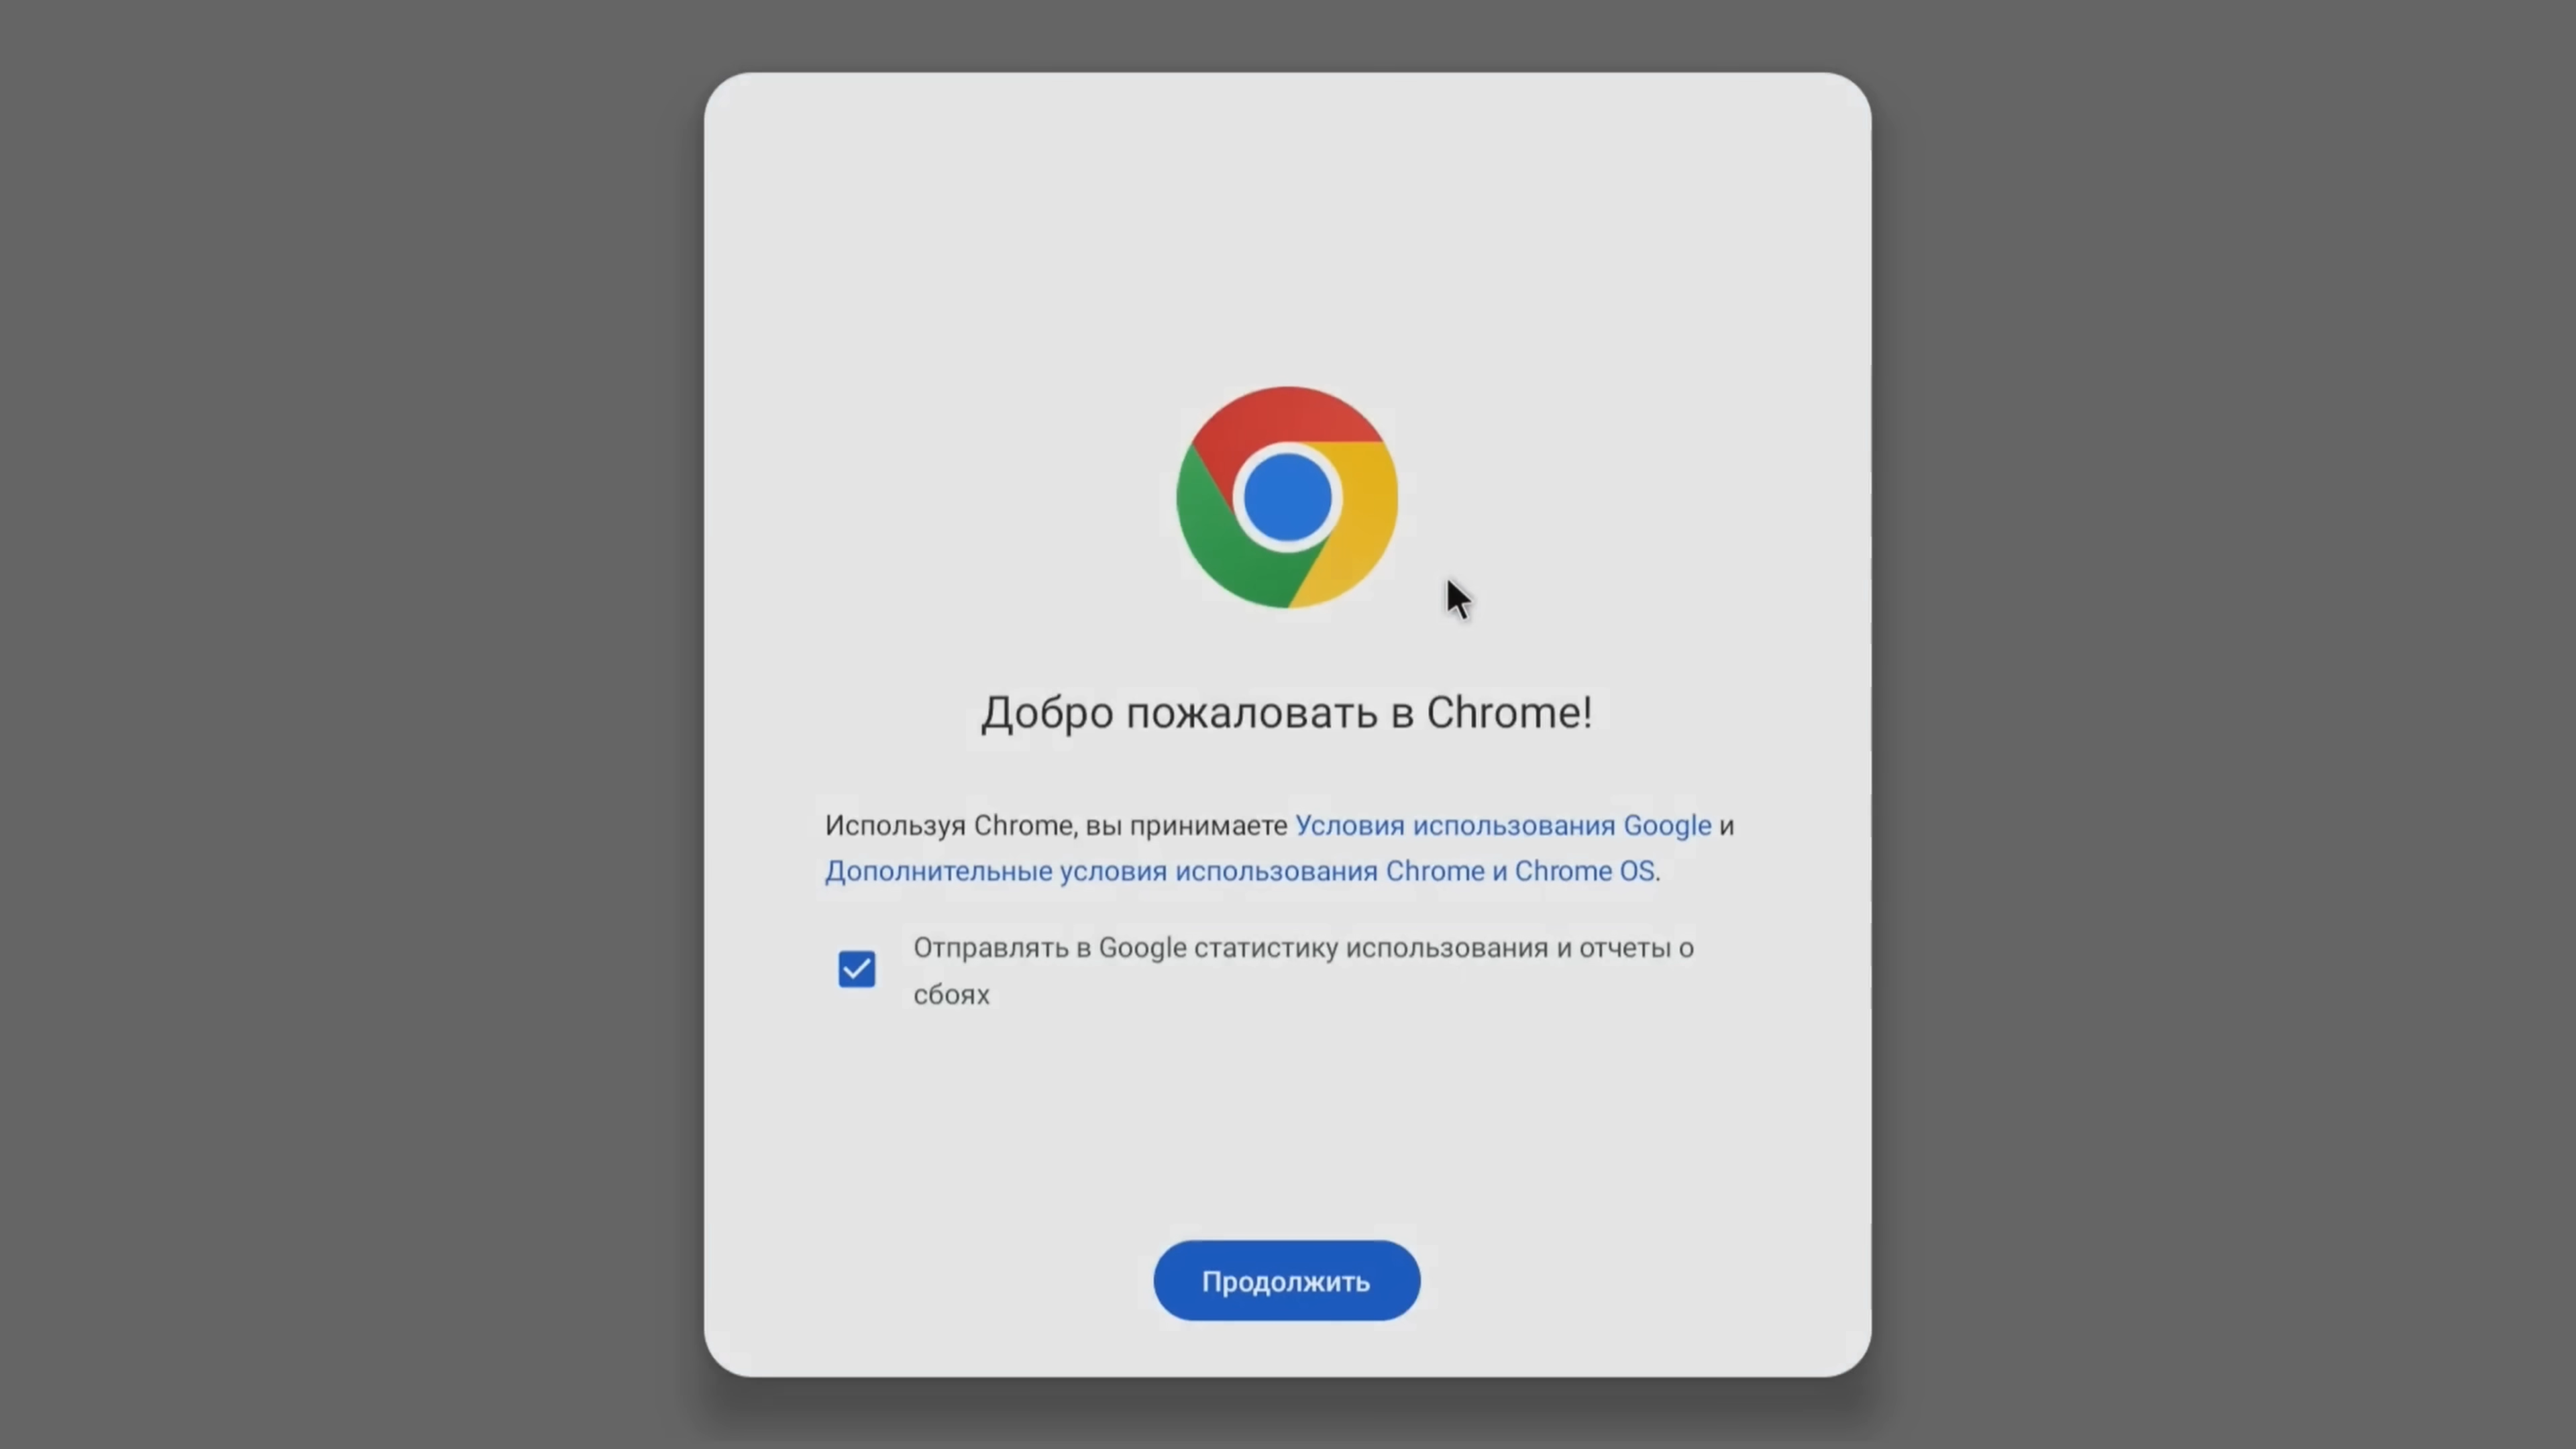 Добро пожаловать в Chrome!
Используя Chrome, вы принимаете Условия использования Google и
Дополнительные условия использования Chrome и Chrome OS.
Отправлять в Google статистику использования и отчеты о
сбоях
Продолжить